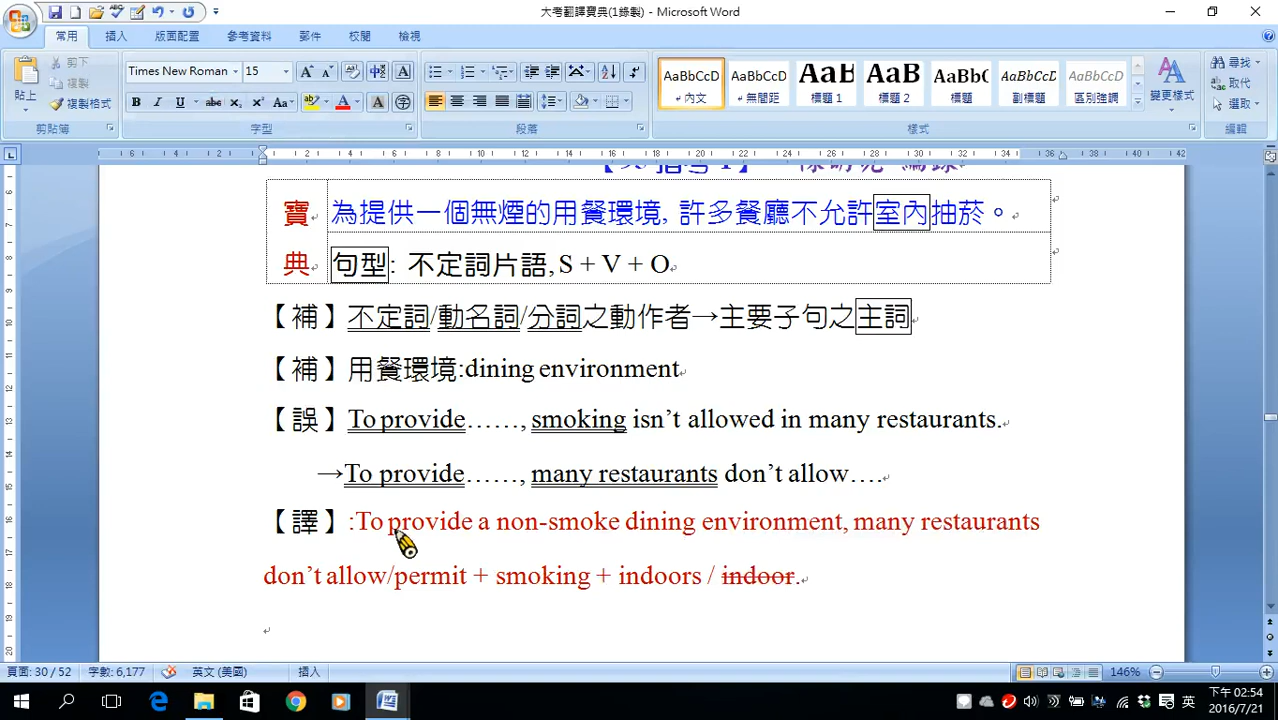 大考翻譯寶典(1錄製) - Microsoft Word
常用 插入 版面配置 參考資料 郵件 校閱 檢視
貼上 剪下 複製 複製格式 剪貼簿
Times New Roman 15 字型
段落
AaBbCcD AaBbCcD AaBb AaBb AaBbC AaBbCcD AaBbCcD
內文 無間距 標題 1 標題 2 標題 副標題 區別強調 變更樣式
樣式
尋找 取代 選取 編輯
寶 為提供一個無煙的用餐環境, 許多餐廳不允許室內抽菸。
典 句型: 不定詞片語, S + V + O
【補】不定詞/動名詞/分詞之動作者→主要子句之主詞
【補】用餐環境:dining environment
【誤】To provide……, smoking isn’t allowed in many restaurants.
→To provide……, many restaurants don’t allow….
【譯】:To provide a non-smoke dining environment, many restaurants
don’t allow/permit + smoking + indoors / indoor.
頁面: 30 / 52 字數: 6,177 英文 (美國) 插入 146%
英 下午 02:54
2016/7/21